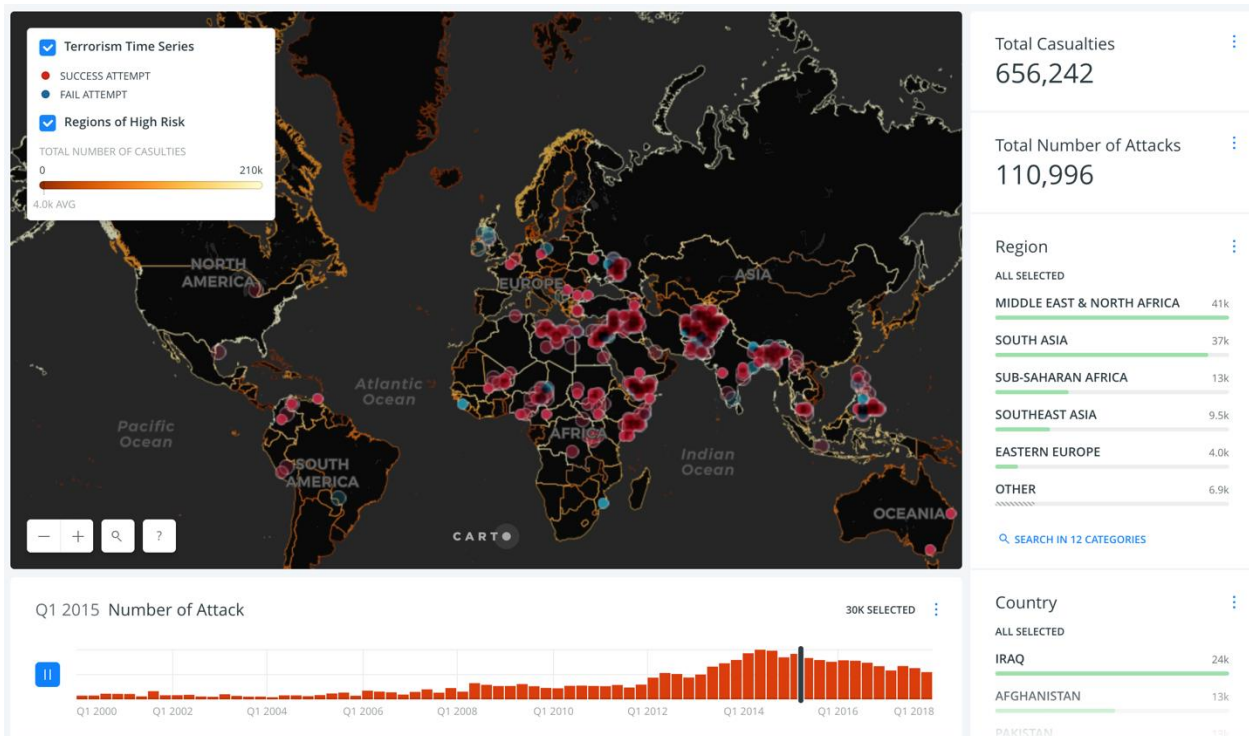 Terrorism Time Series
SUCCESS ATTEMPT
FAIL ATTEMPT
Regions of High Risk
TOTAL NUMBER OF CASULTIES
0 210k
4.0k AVG
NORTH
AMERICA
EUROPE
ASIA
Atlantic
Ocean
Pacific
Ocean
AFRICA
Indian
Ocean
SOUTH
AMERICA
OCEANIA
− +
?
CARTO
Q1 2015 Number of Attack
30K SELECTED
Q1 2000 Q1 2002 Q1 2004 Q1 2006 Q1 2008 Q1 2010 Q1 2012 Q1 2014 Q1 2016 Q1 2018
Total Casualties
656,242
Total Number of Attacks
110,996
Region
ALL SELECTED
MIDDLE EAST & NORTH AFRICA 41k
SOUTH ASIA 37k
SUB-SAHARAN AFRICA 13k
SOUTHEAST ASIA 9.5k
EASTERN EUROPE 4.0k
OTHER 6.9k
SEARCH IN 12 CATEGORIES
Country
ALL SELECTED
IRAQ 24k
AFGHANISTAN 13k
PAKISTAN